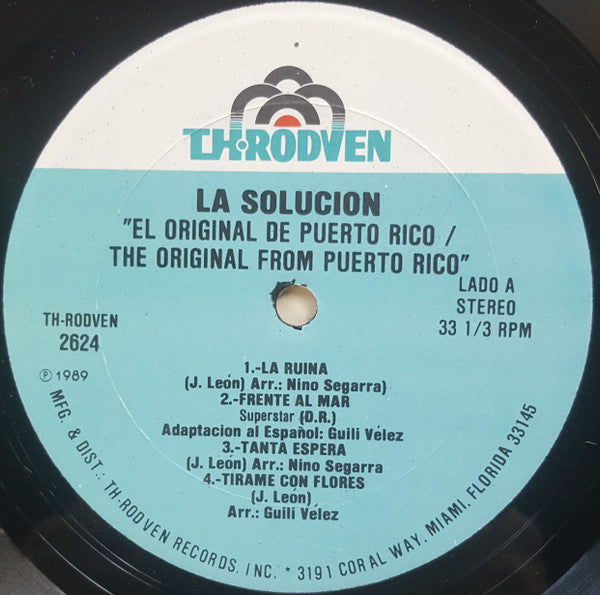 TH·RODVEN
LA SOLUCION
"EL ORIGINAL DE PUERTO RICO /
THE ORIGINAL FROM PUERTO RICO"
LADO A
STEREO
33 1/3 RPM
TH-RODVEN
2624
℗ 1989
1.-LA RUINA
(J. León) Arr.: Nino Segarra)
2.-FRENTE AL MAR
Superstar (D.R.)
Adaptacion al Español: Guili Vélez
3.-TANTA ESPERA
(J. León) Arr.: Nino Segarra
4.-TIRAME CON FLORES
(J. León)
Arr.: Guili Vélez
MFG. & DIST.: TH-RODVEN RECORDS, INC. * 3191 CORAL WAY, MIAMI, FLORIDA 33145